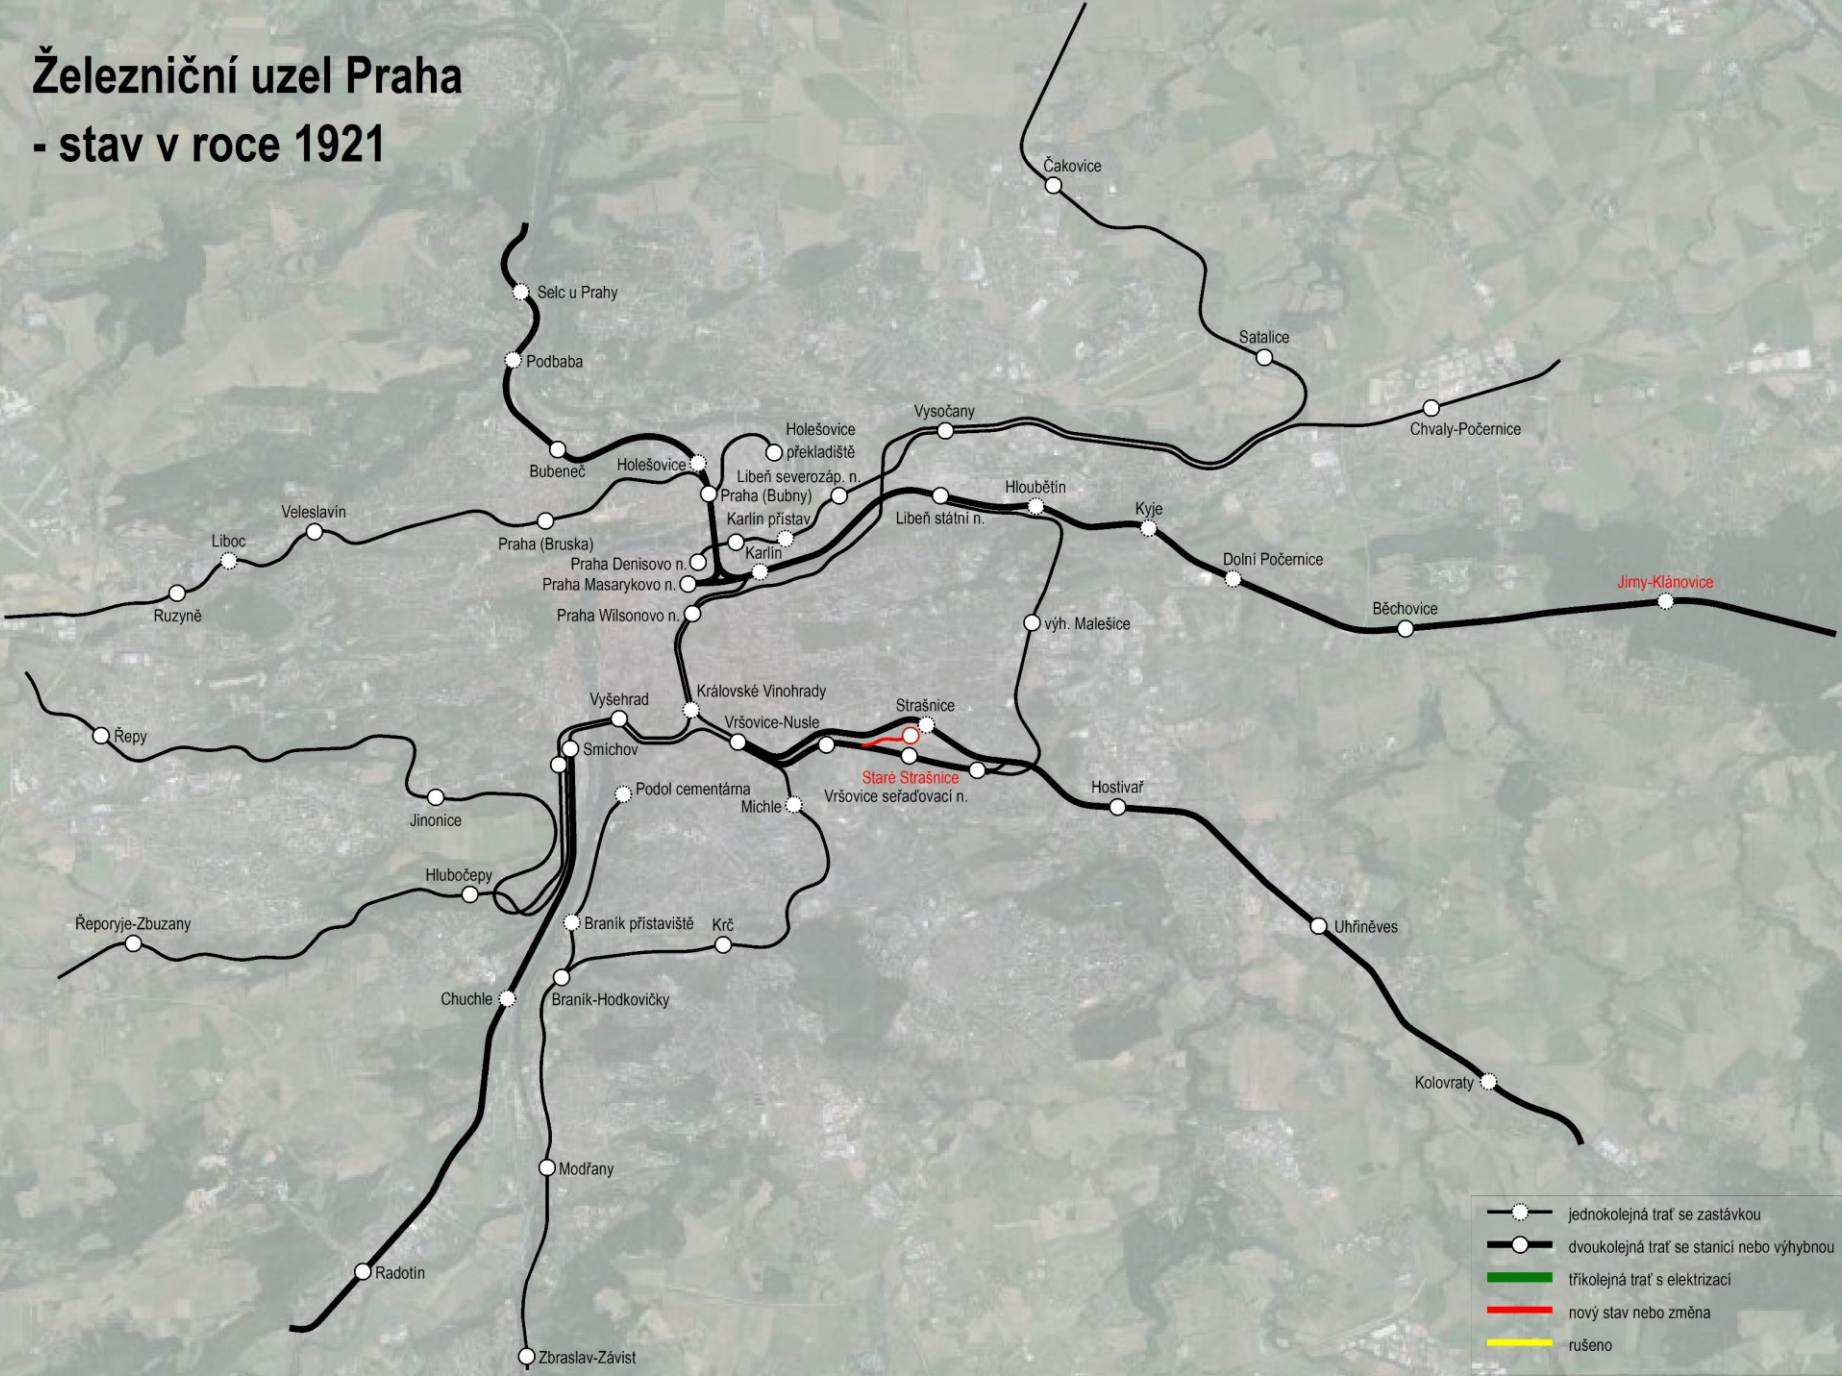 Železniční uzel Praha
- stav v roce 1921
Čakovice
Selc u Prahy
Satalice
Podbaba
Vysočany
Chvaly-Počernice
Holešovice
překladiště
Bubeneč
Holešovice
Libeň severozáp. n.
Praha (Bubny)
Hloubětín
Veleslavín
Karlín přístav
Libeň státní n.
Kyje
Liboc
Praha (Bruska)
Karlín
Praha Denisovo n.
Dolní Počernice
Praha Masarykovo n.
Jirny-Klánovice
Ruzyně
Praha Wilsonovo n.
Běchovice
výh. Malešice
Královské Vinohrady
Vyšehrad
Strašnice
Vršovice-Nusle
Řepy
Smíchov
Staré Strašnice
Podol cementárna
Vršovice seřaďovací n.
Hostivař
Michle
Jinonice
Hlubočepy
Řeporyje-Zbuzany
Braník přístaviště
Krč
Uhřiněves
Chuchle
Braník-Hodkovičky
Kolovraty
Modřany
Radotín
Zbraslav-Závist
jednokolejná trať se zastávkou
dvoukolejná trať se stanicí nebo výhybnou
tříkolejná trať s elektrizací
nový stav nebo změna
rušeno